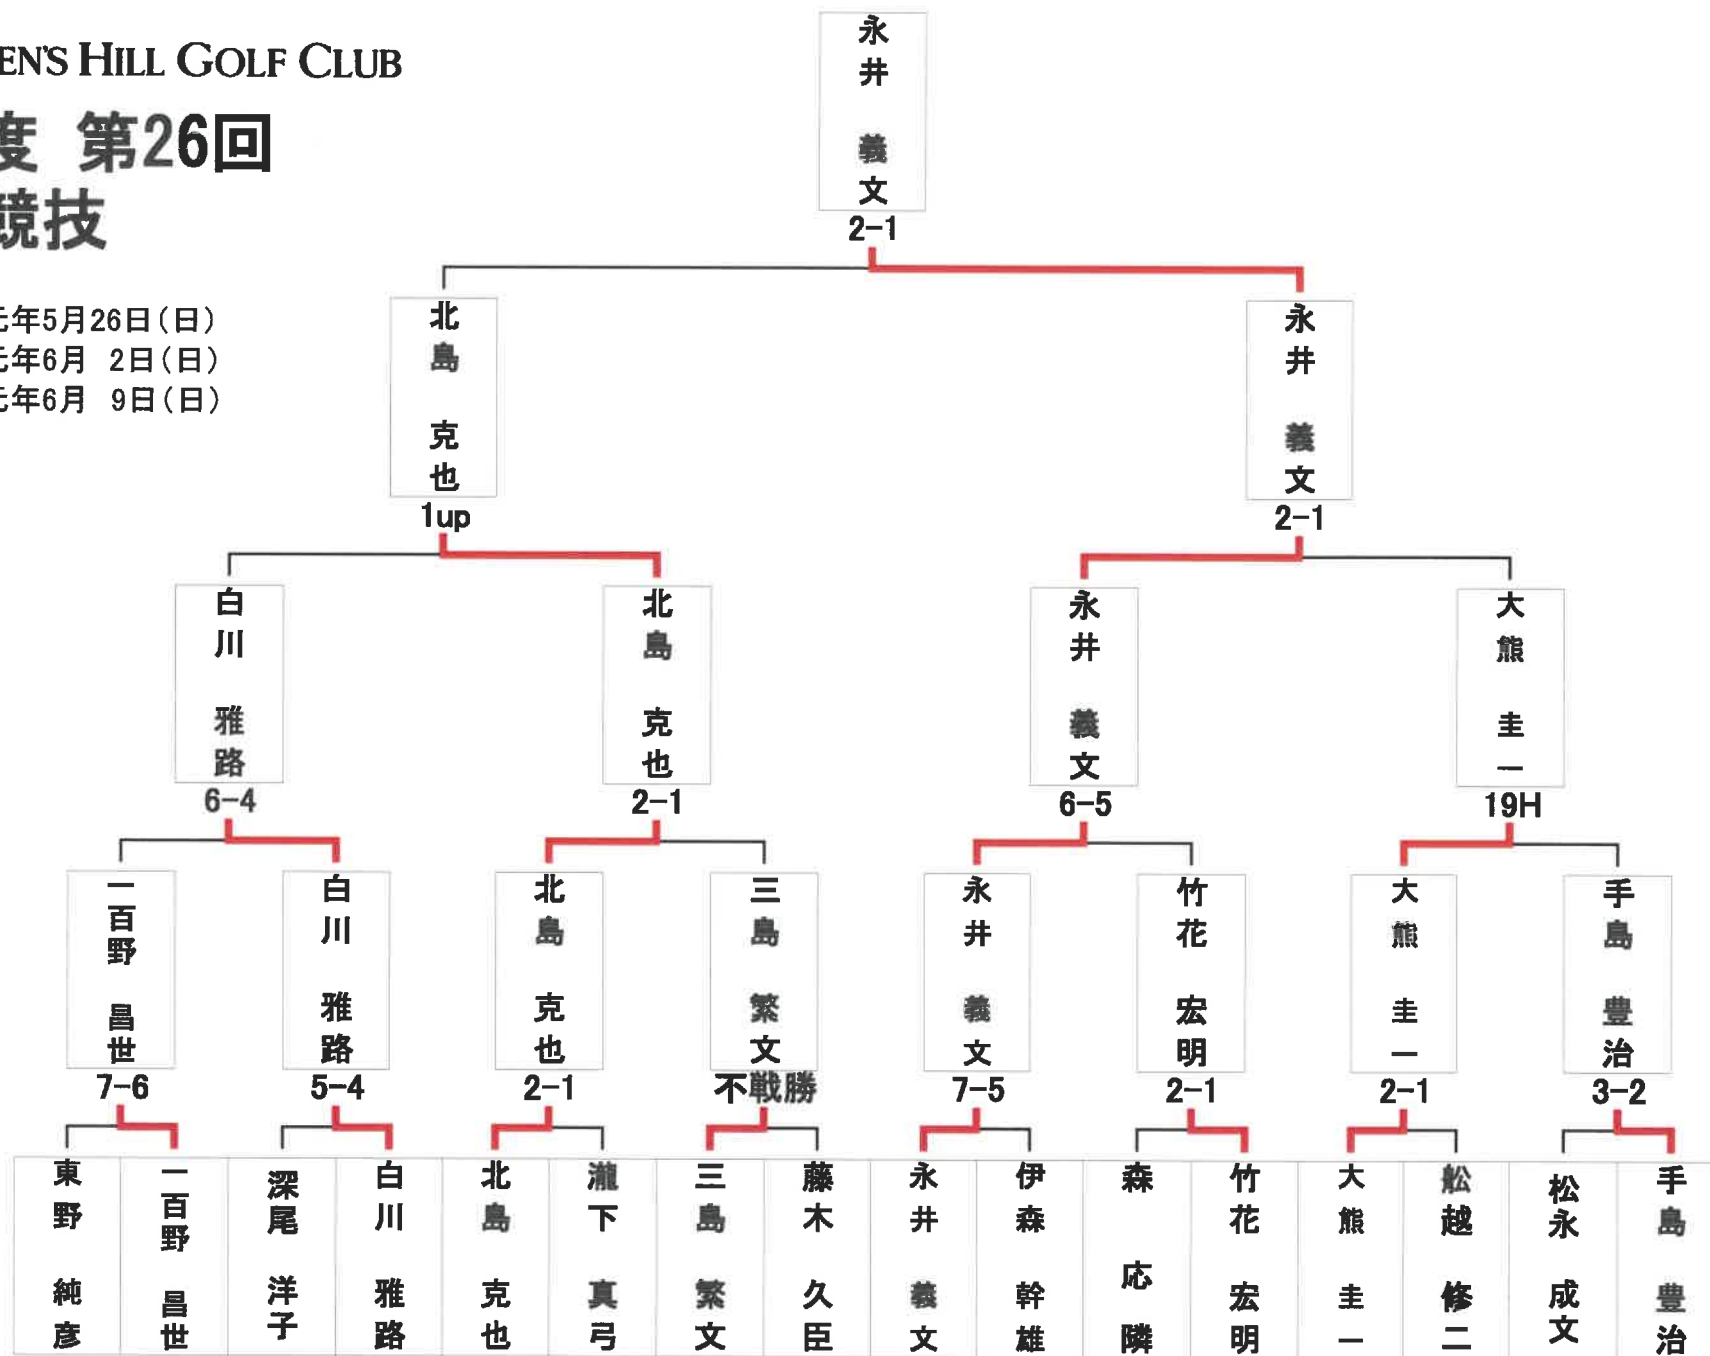 EN'S HILL GOLF CLUB
度 第26回
競技
元年5月26日(日)
元年6月 2日(日)
元年6月 9日(日)
永井 義文
2-1
北島 克也
1up
永井 義文
2-1
白川 雅路
6-4
北島 克也
2-1
永井 義文
6-5
大熊 圭一
19H
一百野 昌世
7-6
白川 雅路
5-4
北島 克也
2-1
三島 繁文
不戦勝
永井 義文
7-5
竹花 宏明
2-1
大熊 圭一
2-1
手島 豊治
3-2
東野 純彦
一百野 昌世
深尾 洋子
白川 雅路
北島 克也
瀧下 真弓
三島 繁文
藤木 久臣
永井 義文
伊森 幹雄
森 応隣
竹花 宏明
大熊 圭一
舩越 修二
松永 成文
手島 豊治